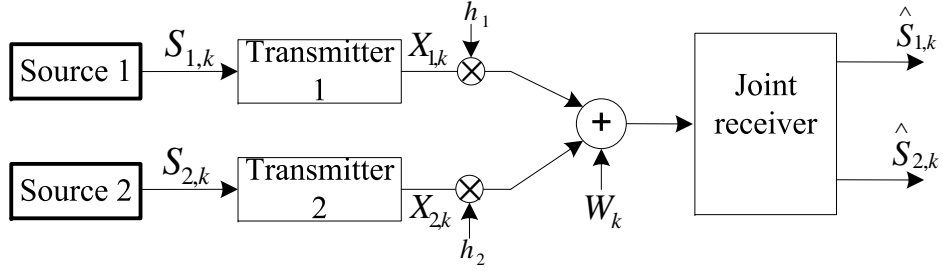 h₁
Source 1
S₁,ₖ
Transmitter
1
X₁,ₖ
Joint
receiver
Ŝ₁,ₖ
+
Source 2
S₂,ₖ
Transmitter
2
X₂,ₖ
h₂
Wₖ
Ŝ₂,ₖ